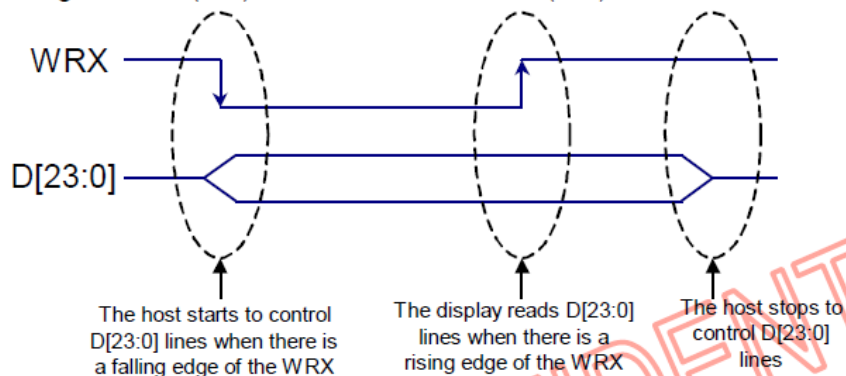 WRX
D[23:0]
The host starts to control
D[23:0] lines when there is
a falling edge of the WRX
The display reads D[23:0]
lines when there is a
rising edge of the WRX
The host stops to
control D[23:0]
lines